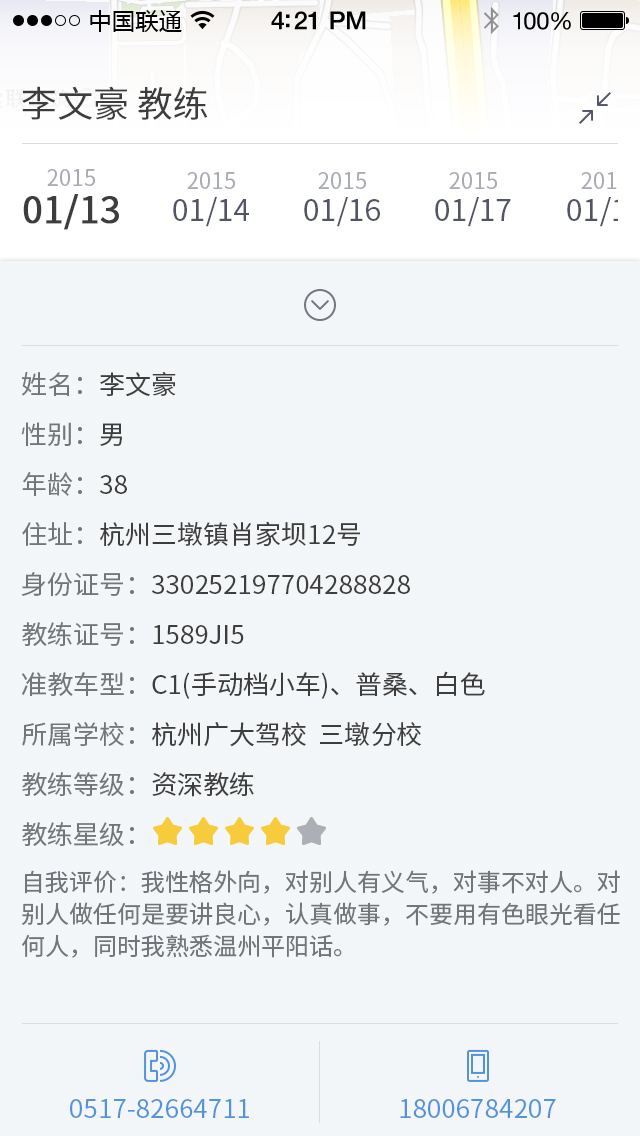 中国联通 4:21 PM 100%
李文豪 教练
2015 2015 2015 2015 201
01/13 01/14 01/16 01/17 01/1
姓名：李文豪
性别：男
年龄：38
住址：杭州三墩镇肖家坝12号
身份证号：330252197704288828
教练证号：1589JI5
准教车型：C1(手动档小车)、普桑、白色
所属学校：杭州广大驾校 三墩分校
教练等级：资深教练
教练星级：
自我评价：我性格外向，对别人有义气，对事不对人。对
别人做任何是要讲良心，认真做事，不要用有色眼光看任
何人，同时我熟悉温州平阳话。
0517-82664711 18006784207